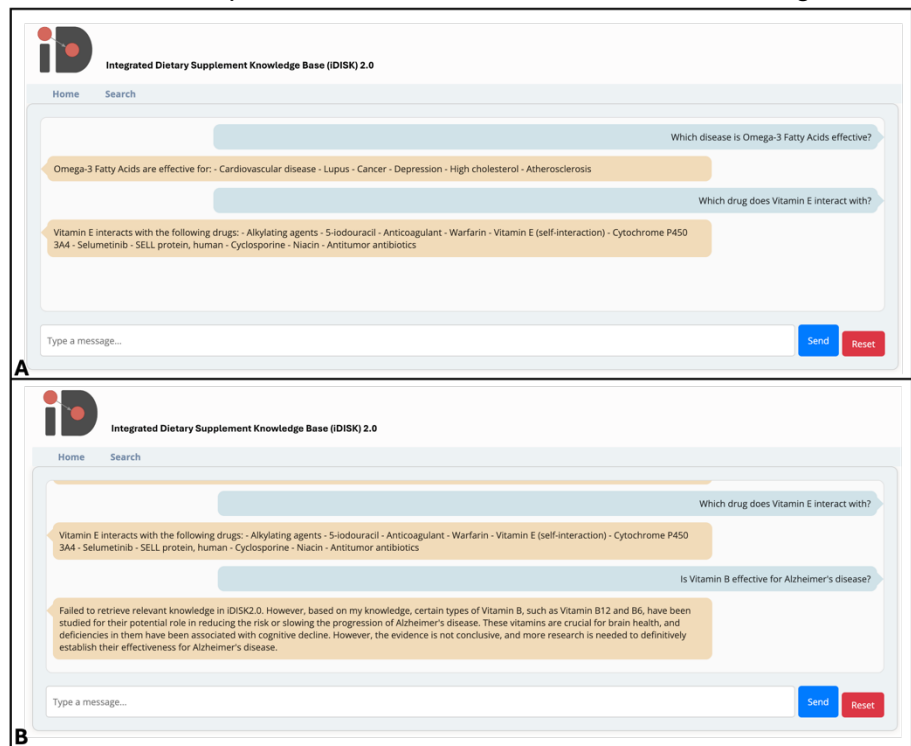 iD
Integrated Dietary Supplement Knowledge Base (iDISK) 2.0
Home Search
Which disease is Omega-3 Fatty Acids effective?
Omega-3 Fatty Acids are effective for: - Cardiovascular disease - Lupus - Cancer - Depression - High cholesterol - Atherosclerosis
Which drug does Vitamin E interact with?
Vitamin E interacts with the following drugs: - Alkylating agents - 5-iodouracil - Anticoagulant - Warfarin - Vitamin E (self-interaction) - Cytochrome P450
3A4 - Selumetinib - SELL protein, human - Cyclosporine - Niacin - Antitumor antibiotics
Type a message...
Send
Reset
A
iD
Integrated Dietary Supplement Knowledge Base (iDISK) 2.0
Home Search
Which drug does Vitamin E interact with?
Vitamin E interacts with the following drugs: - Alkylating agents - 5-iodouracil - Anticoagulant - Warfarin - Vitamin E (self-interaction) - Cytochrome P450
3A4 - Selumetinib - SELL protein, human - Cyclosporine - Niacin - Antitumor antibiotics
Is Vitamin B effective for Alzheimer's disease?
Failed to retrieve relevant knowledge in iDISK2.0. However, based on my knowledge, certain types of Vitamin B, such as Vitamin B12 and B6, have been
studied for their potential role in reducing the risk or slowing the progression of Alzheimer's disease. These vitamins are crucial for brain health, and
deficiencies in them have been associated with cognitive decline. However, the evidence is not conclusive, and more research is needed to definitively
establish their effectiveness for Alzheimer's disease.
Type a message...
Send
Reset
B